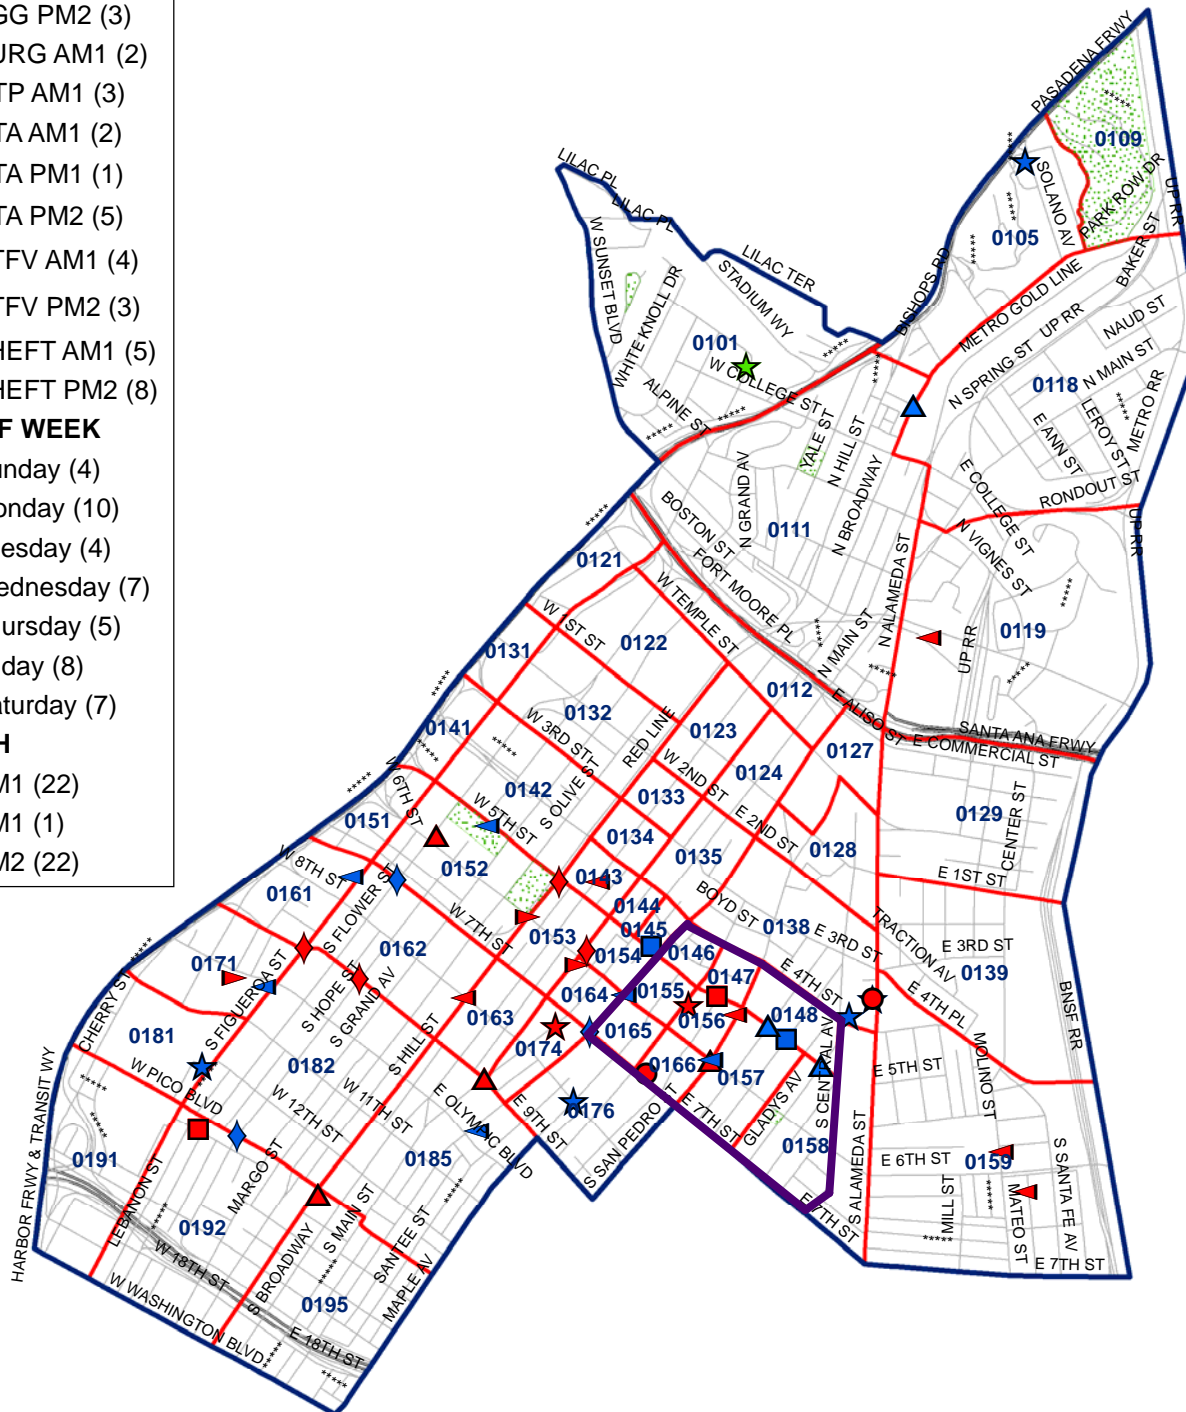 GG PM2 (3)
URG AM1 (2)
TP AM1 (3)
TA AM1 (2)
TA PM1 (1)
TA PM2 (5)
TFV AM1 (4)
TFV PM2 (3)
HEFT AM1 (5)
HEFT PM2 (8)
F WEEK
unday (4)
onday (10)
uesday (4)
ednesday (7)
hursday (5)
iday (8)
aturday (7)
H
M1 (22)
M1 (1)
M2 (22)
PASADENA FRWY
*****
0109
SOLANO AV
PARK ROW DR
UP RR
0105
BAKER ST
LILAC PL
LILAC PL
LILAC TER
W SUNSET BLVD
WHITE KNOLL DR
STADIUM WY
BISHOPS RD
METRO GOLD LINE
UP RR
NAUD ST
N SPRING ST
N MAIN ST
0118
METRO RR
0101
W COLLEGE ST
ALPINE ST
YALE ST
N HILL ST
LEROY ST
E ANN ST
N GRAND AV
N BROADWAY
E COLLEGE ST
RONDOUT ST
UP RR
BOSTON ST
0111
N VIGNES ST
FORT MOORE PL
N ALAMEDA ST
0121
W TEMPLE ST
W 1ST ST
0122
N MAIN ST
UP RR
0119
0131
0112
E ALISO ST
SANTA ANA FRWY
E COMMERCIAL ST
0132
0141
W 3RD ST
RED LINE
0123
0127
W 2ND ST
0124
W 6TH ST
0142
S OLIVE ST
0133
CENTER ST
0129
0151
W 5TH ST
0134
E 2ND ST
0128
0135
W 8TH ST
0152
0143
E 1ST ST
0161
S FLOWER ST
0144
BOYD ST
TRACTION AV
W 7TH ST
0145
0138
E 3RD ST
E 3RD ST
0153
0154
0146
0162
0171
S FIGUEROA ST
S HOPE ST
S GRAND AV
0147
E 4TH ST
0139
E 4TH PL
BNSF RR
CHERRY ST
0164
0155
0148
0163
0165
0156
S CENTRAL AV
0181
S HILL ST
0174
0166
0157
E 5TH ST
MOLINO ST
0182
W PICO BLVD
W 12TH ST
W 11TH ST
E OLYMPIC BLVD
E 9TH ST
0176
S SAN PEDRO ST
E 7TH ST
GLADYS AV
0158
S ALAMEDA ST
HARBOR FRWY & TRANSIT WY
0191
0185
E 6TH ST
0159
S SANTA FE AV
LEBANON ST
MARGO ST
0192
S MAIN ST
SANTEE ST
MILL ST
MATEO ST
E 7TH ST
W 18TH ST
S BROADWAY
MAPLE AV
E 7TH ST
0195
W WASHINGTON BLVD
E 18TH ST